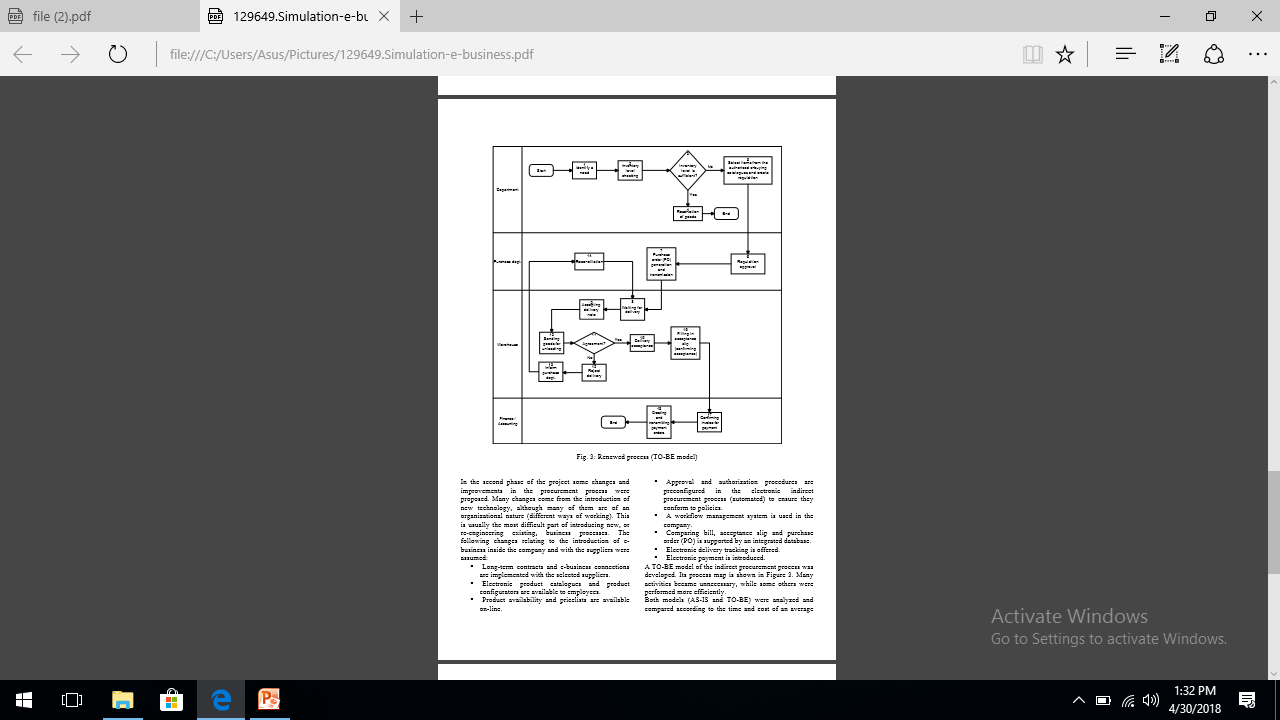 file (2).pdf
129649.Simulation-e-bu
file:///C:/Users/Asus/Pictures/129649.Simulation-e-business.pdf
Start
Identify a
need
Inventory
level
checking
Inventory
level is
sufficient?
No
Yes
Select items from the
catalogues and create
requisition
Department
Reservation
of goods
End
Purchase dept.
14
Reconciliation
7
Purchase
order (PO)
generation
and
transmission
6
Requisition
approval
Accepting
delivery
note
8
Waiting for
delivery
Warehouse
10
Sending
goods for
unloading
Agreement?
Yes
No
Delivery
acceptance
Filling in
acceptance
slip
(confirming
acceptance)
Inform
purchase
dept.
Reject
delivery
Finance /
Accounting
End
Creating
and
transmitting
payment
orders
Confirming
invoice for
payment
Fig. 3: Renewed process (TO-BE model)
In the second phase of the project some changes and
improvements in the procurement process were
proposed. Many changes come from the introduction of
new technology, although many of them are of an
organisational nature (different ways of working). This
is usually the most difficult part of introducing new, or
re-engineering existing, business processes. The
following changes relating to the introduction of e-
business inside the company and with the suppliers were
assumed:
• Long-term contracts and e-business connections
are implemented with the selected suppliers.
• Electronic product catalogues and product
configurators are available to employees.
• Product availability and pricelists are available
on-line.
• Approval and authorization procedures are
preconfigured in the electronic indirect
procurement process (automated) to ensure they
conform to policies.
• A workflow management system is used in the
company.
• Comparing bill, acceptance slip and purchase
order (PO) is supported by an integrated database.
• Electronic delivery tracking is offered.
• Electronic payment is introduced.
A TO-BE model of the indirect procurement process was
developed. Its process map is shown in Figure 3. Many
activities became unnecessary, while some others were
performed more efficiently.
Both models (AS-IS and TO-BE) were analyzed and
compared according to the time and cost of an average
Activate Windows
Go to Settings to activate Windows.
1:32 PM
4/30/2018